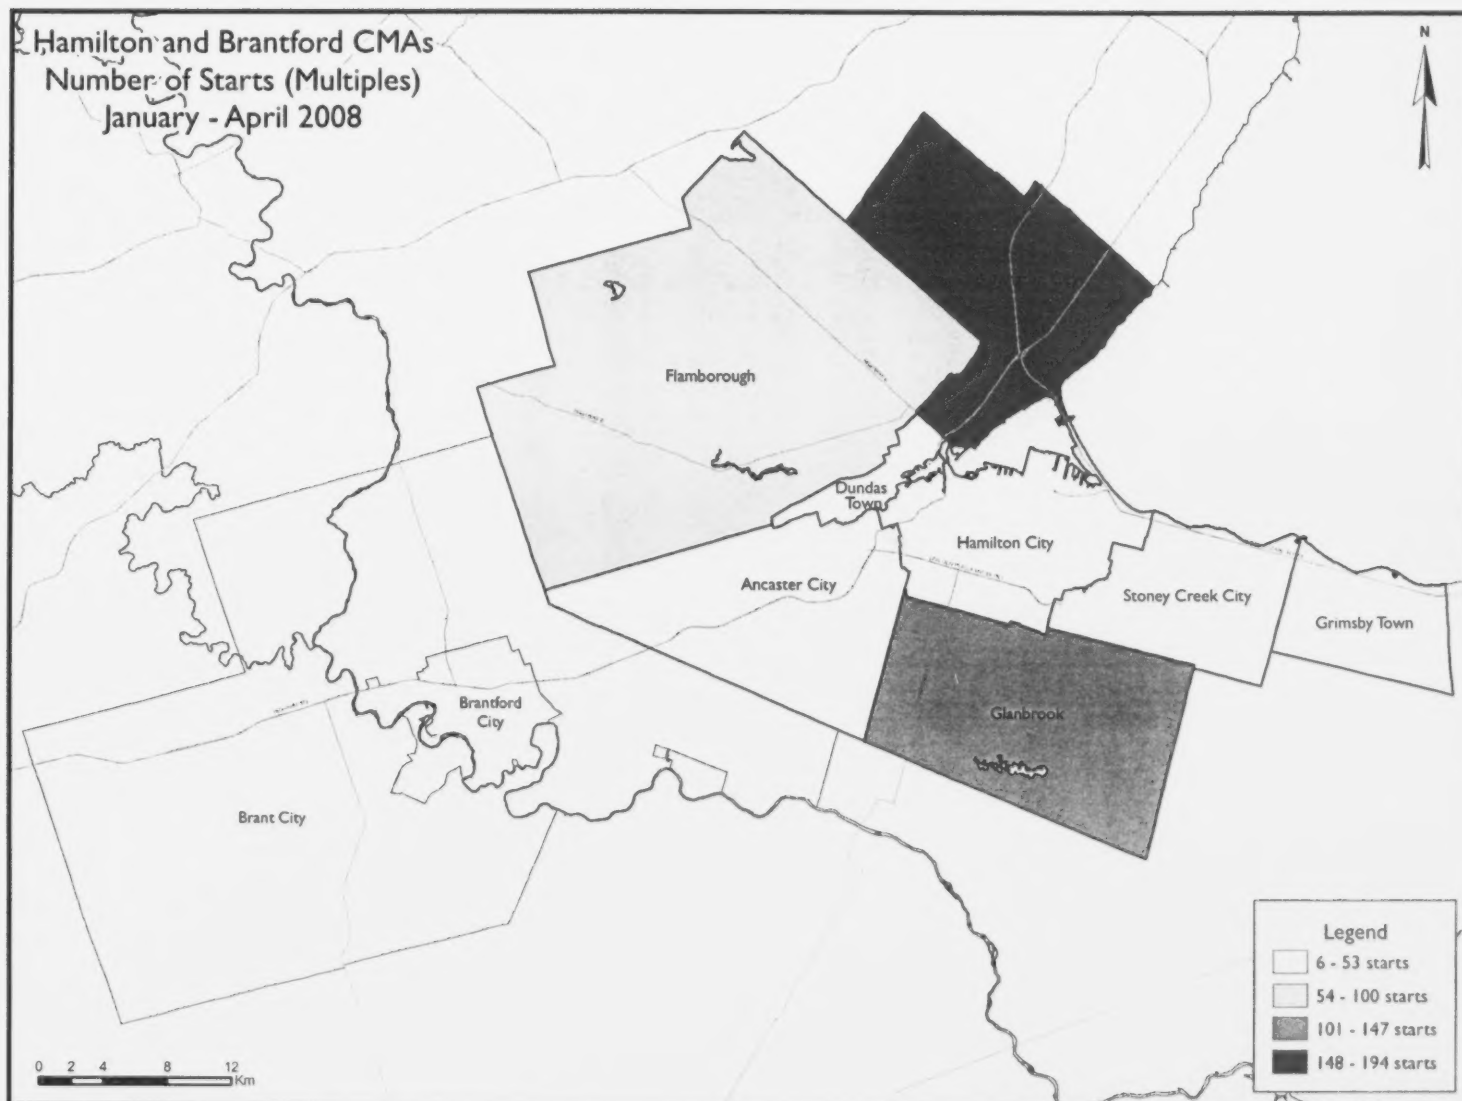 Hamilton and Brantford CMAs
Number of Starts (Multiples)
January - April 2008
N
Flamborough
Dundas
Town
Hamilton City
Ancaster City
Stoney Creek City
Grimsby Town
Glanbrook
Brantford
City
Brant City
Legend
6 - 53 starts
54 - 100 starts
101 - 147 starts
148 - 194 starts
0 2 4 8 12
Km